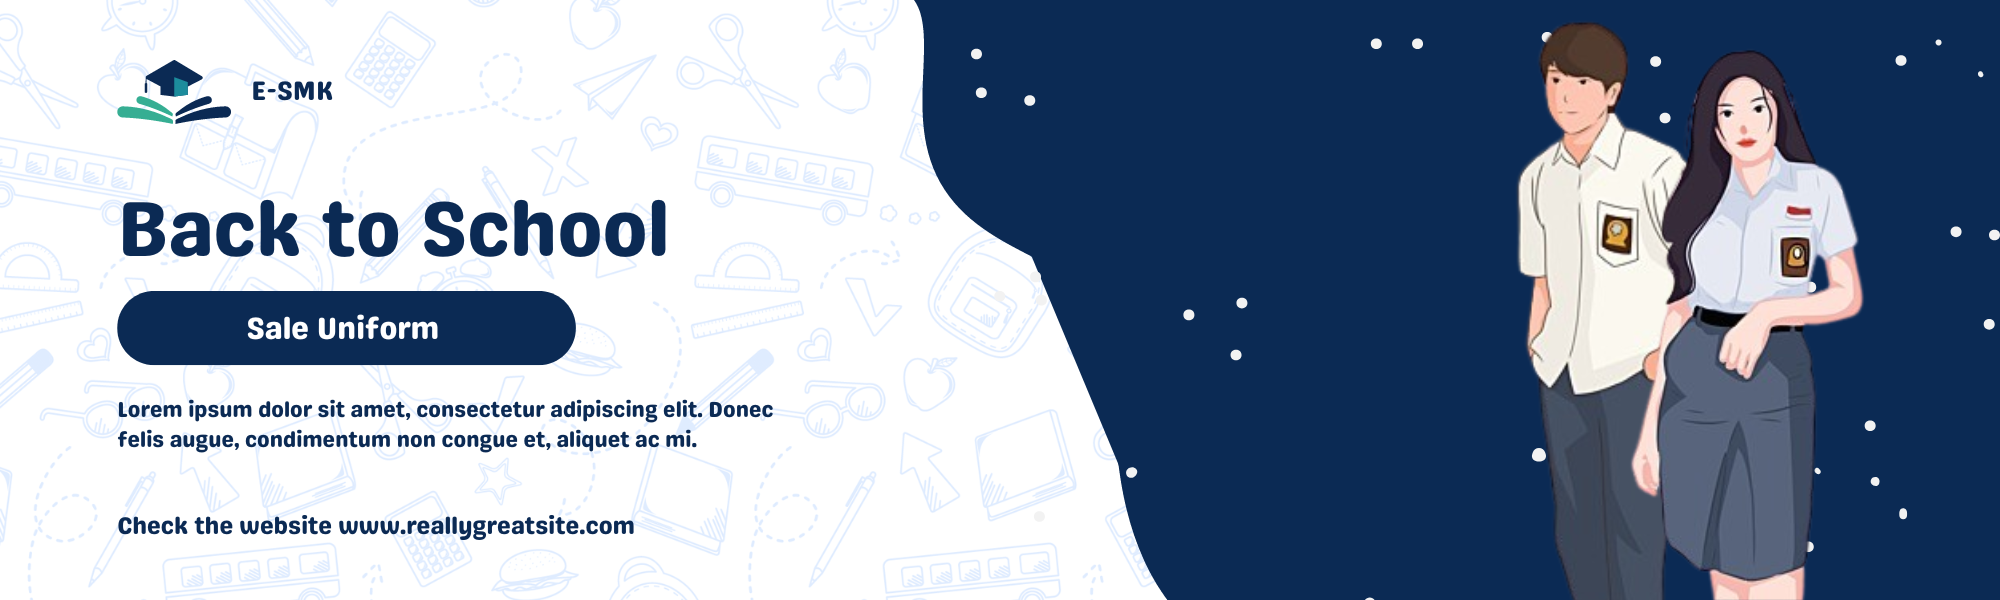 E-SMK
Back to School
Sale Uniform
Lorem ipsum dolor sit amet, consectetur adipiscing elit. Donec
felis augue, condimentum non congue et, aliquet ac mi.
Check the website www.reallygreatsite.com